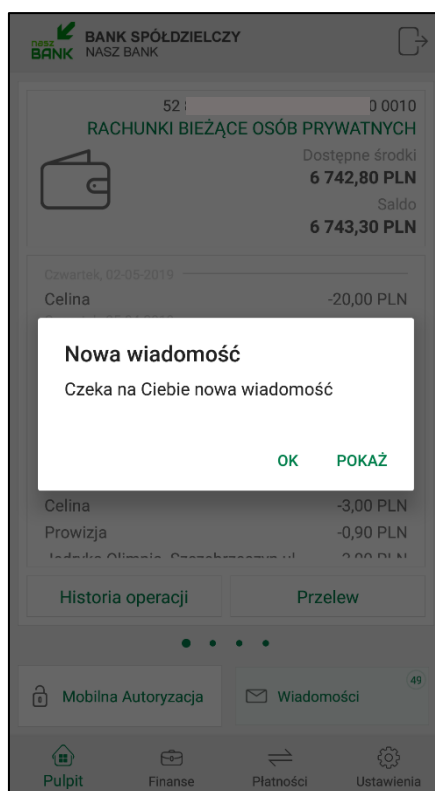 nasz BANK
BANK SPÓŁDZIELCZY
NASZ BANK
52 0010
RACHUNKI BIEŻĄCE OSÓB PRYWATNYCH
Dostępne środki
6 742,80 PLN
Saldo
6 743,30 PLN
Czwartek, 02-05-2019
Celina -20,00 PLN
Nowa wiadomość
Czeka na Ciebie nowa wiadomość
OK POKAŻ
Celina -3,00 PLN
Prowizja -0,90 PLN
Historia operacji Przelew
Mobilna Autoryzacja Wiadomości 49
Pulpit Finanse Płatności Ustawienia